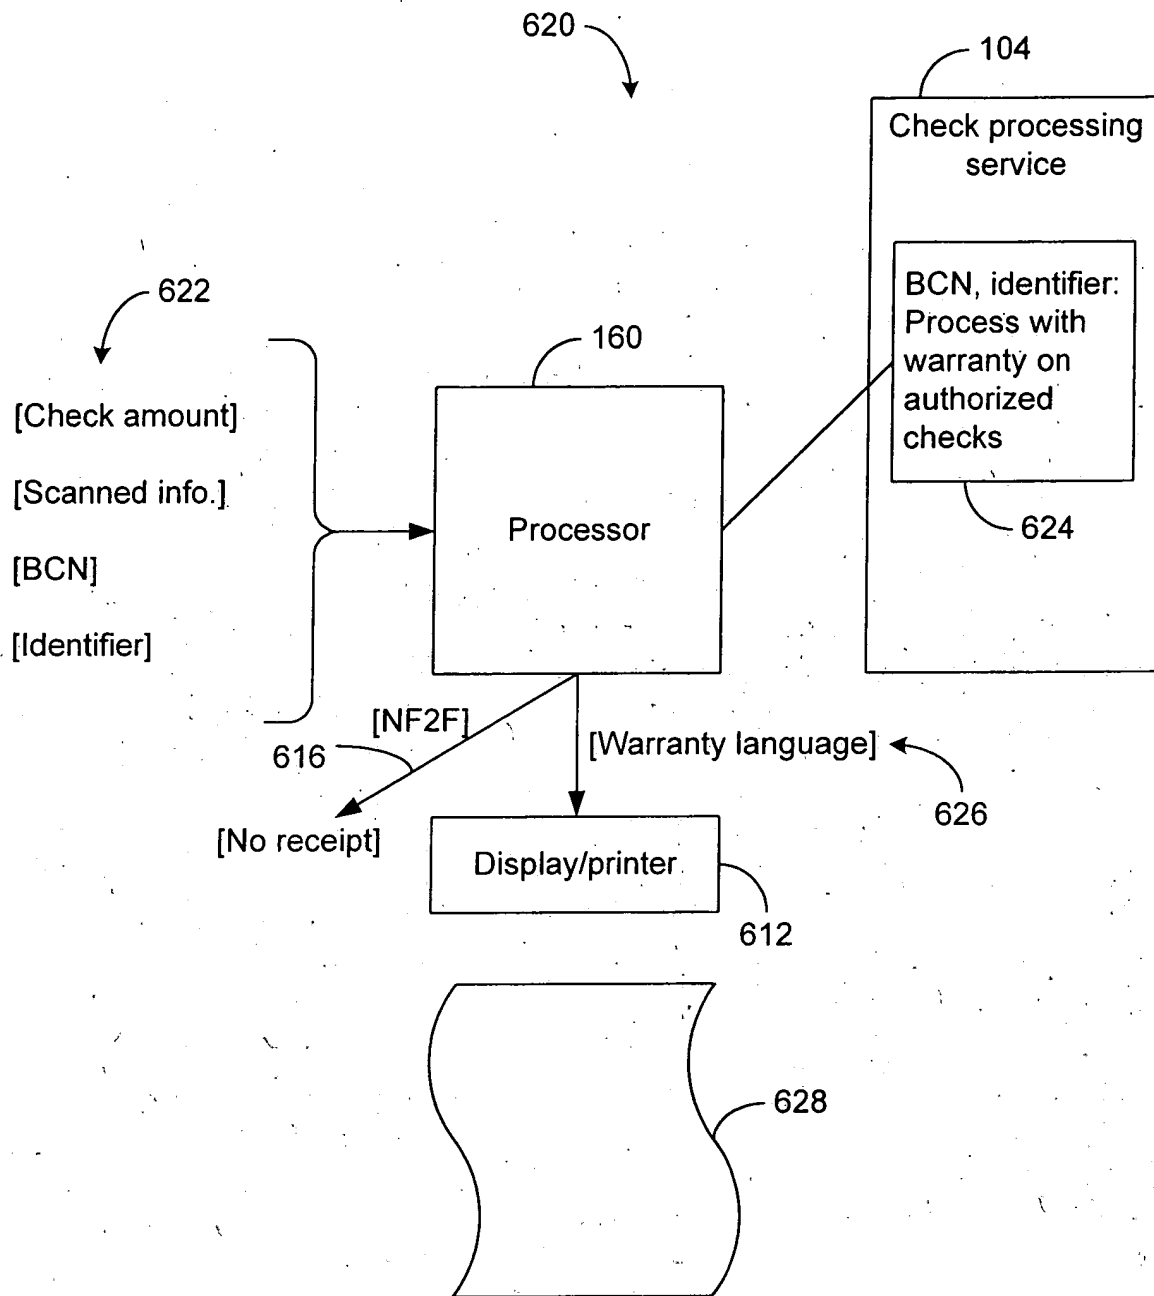 620
104
Check processing
service
622
BCN, identifier:
Process with
warranty on
authorized
checks
160
[Check amount]
[Scanned info.]
Processor
624
[BCN]
[Identifier]
[NF2F]
[Warranty language]
616
626
[No receipt]
Display/printer
612
628